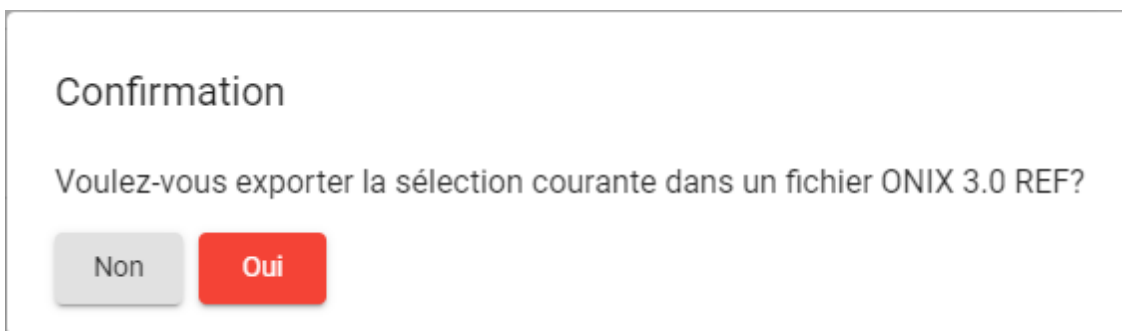 Confirmation
Voulez-vous exporter la sélection courante dans un fichier ONIX 3.0 REF?
Non Oui